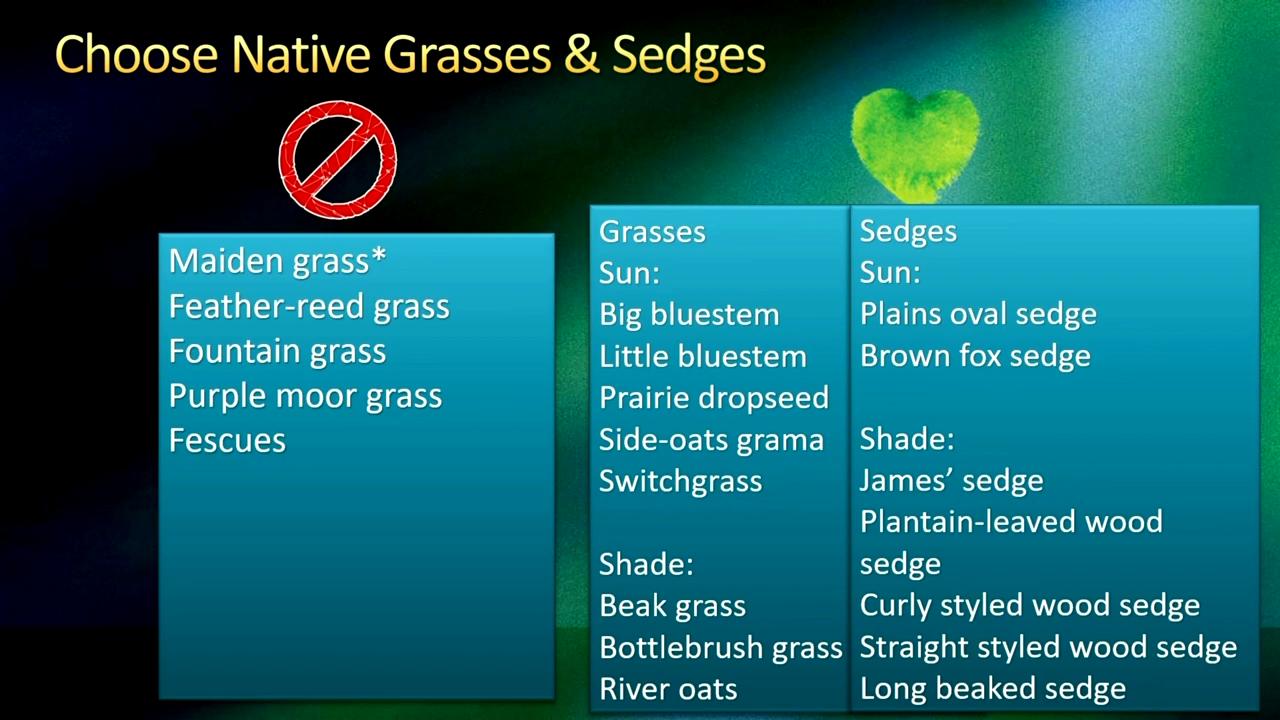 Choose Native Grasses & Sedges
Maiden grass*
Feather-reed grass
Fountain grass
Purple moor grass
Fescues
Grasses
Sun:
Big bluestem
Little bluestem
Prairie dropseed
Side-oats grama
Switchgrass
Shade:
Beak grass
Bottlebrush grass
River oats
Sedges
Sun:
Plains oval sedge
Brown fox sedge
Shade:
James’ sedge
Plantain-leaved wood
sedge
Curly styled wood sedge
Straight styled wood sedge
Long beaked sedge